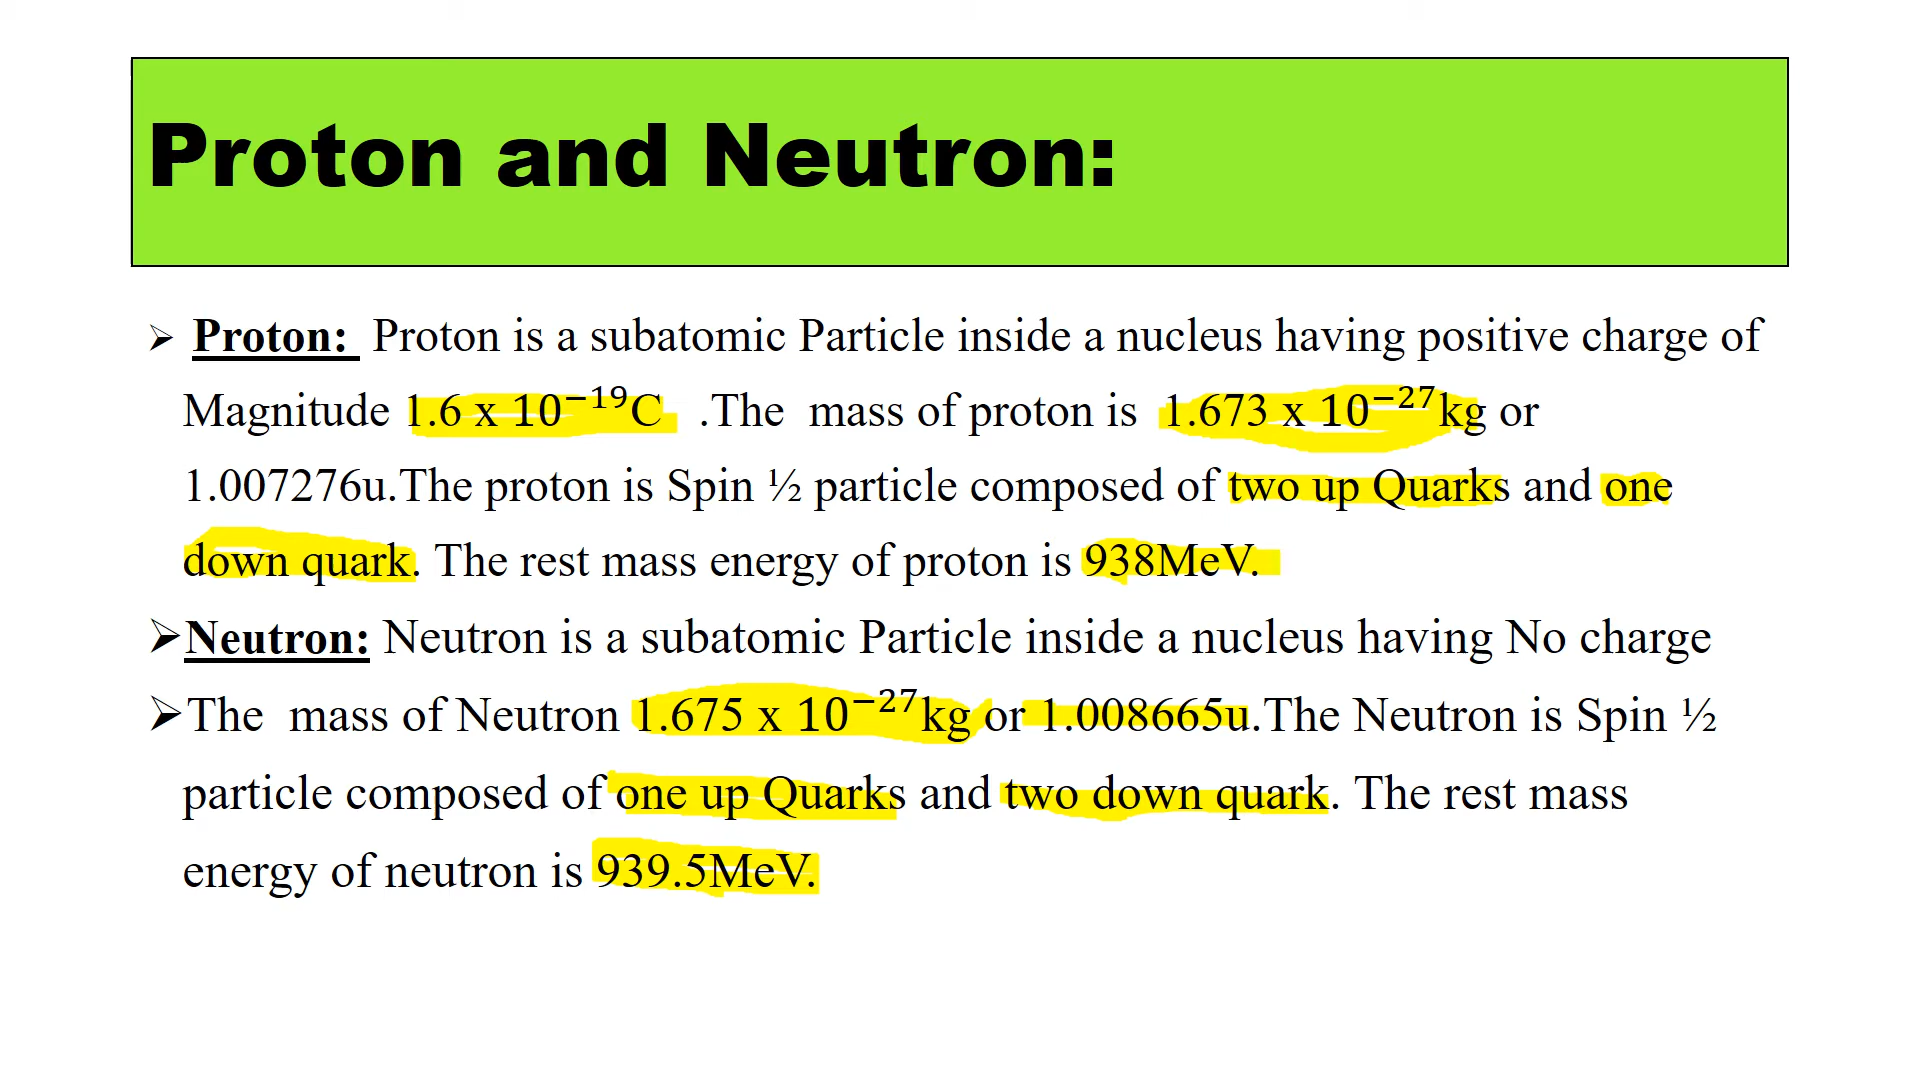 Proton and Neutron:
➢ Proton: Proton is a subatomic Particle inside a nucleus having positive charge of
Magnitude 1.6 x 10⁻¹⁹C .The mass of proton is 1.673 x 10⁻²⁷kg or
1.007276u.The proton is Spin ½ particle composed of two up Quarks and one
down quark. The rest mass energy of proton is 938MeV.
➢Neutron: Neutron is a subatomic Particle inside a nucleus having No charge
➢The mass of Neutron 1.675 x 10⁻²⁷kg or 1.008665u.The Neutron is Spin ½
particle composed of one up Quarks and two down quark. The rest mass
energy of neutron is 939.5MeV.